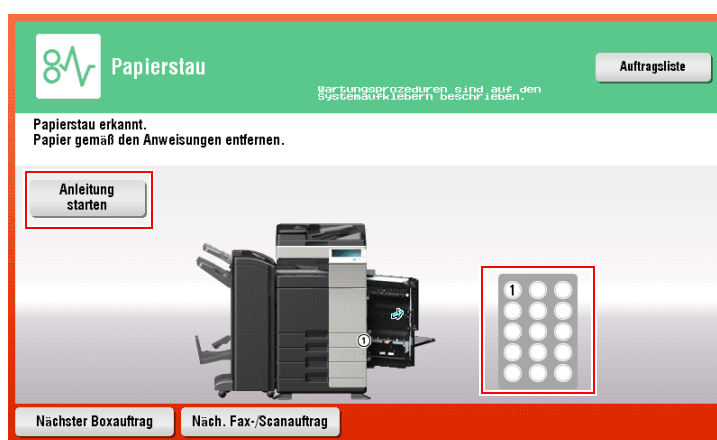 Papierstau
Auftragsliste
Wartungsprozeduren sind auf den
Systemaufklebern beschrieben.
Papierstau erkannt.
Papier gemäß den Anweisungen entfernen.
Anleitung
starten
1
1
Nächster Boxauftrag
Näch. Fax-/Scanauftrag